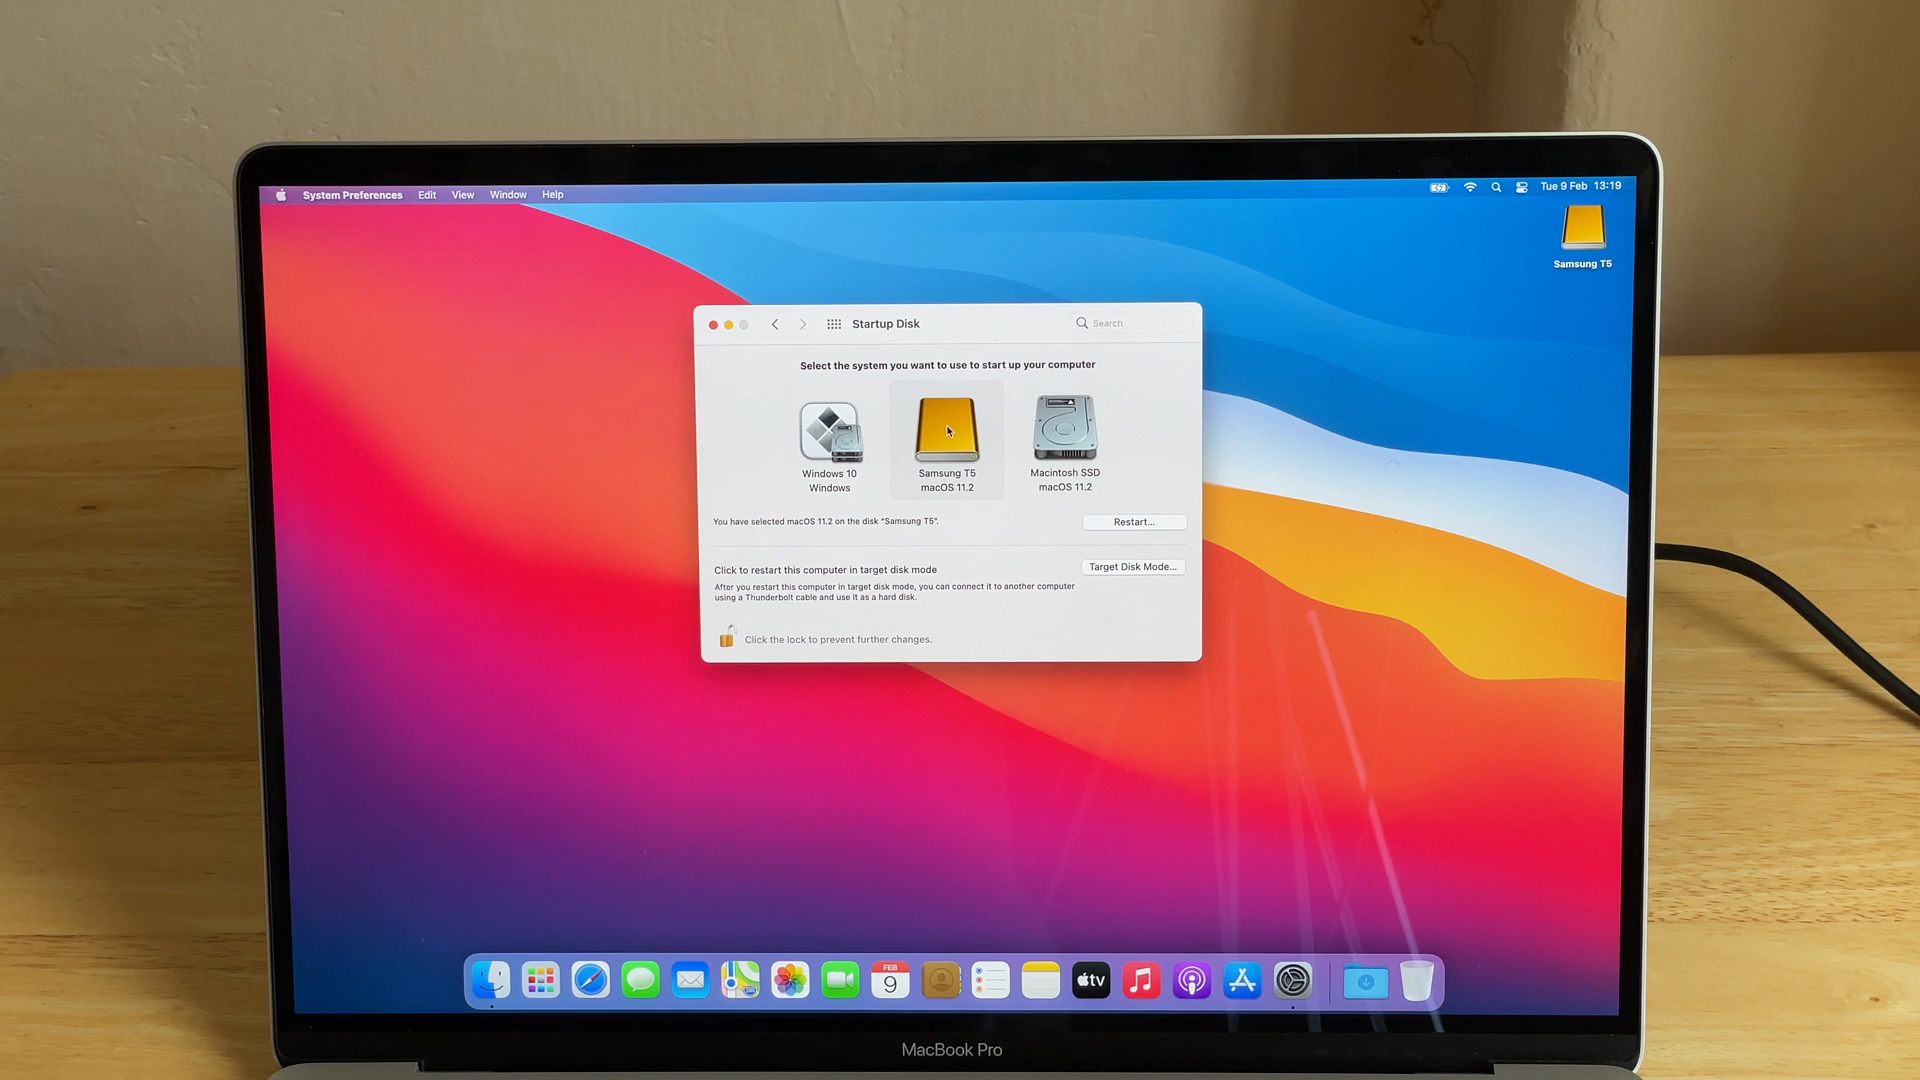 System Preferences Edit View Window Help
Tue 9 Feb 13:19
Samsung T5
Startup Disk
Search
Select the system you want to use to start up your computer
Windows 10
Windows
Samsung T5
macOS 11.2
Macintosh SSD
macOS 11.2
You have selected macOS 11.2 on the disk "Samsung T5".
Restart...
Click to restart this computer in target disk mode
Target Disk Mode...
After you restart this computer in target disk mode, you can connect it to another computer
using a Thunderbolt cable and use it as a hard disk.
Click the lock to prevent further changes.
FEB
9
tv
MacBook Pro